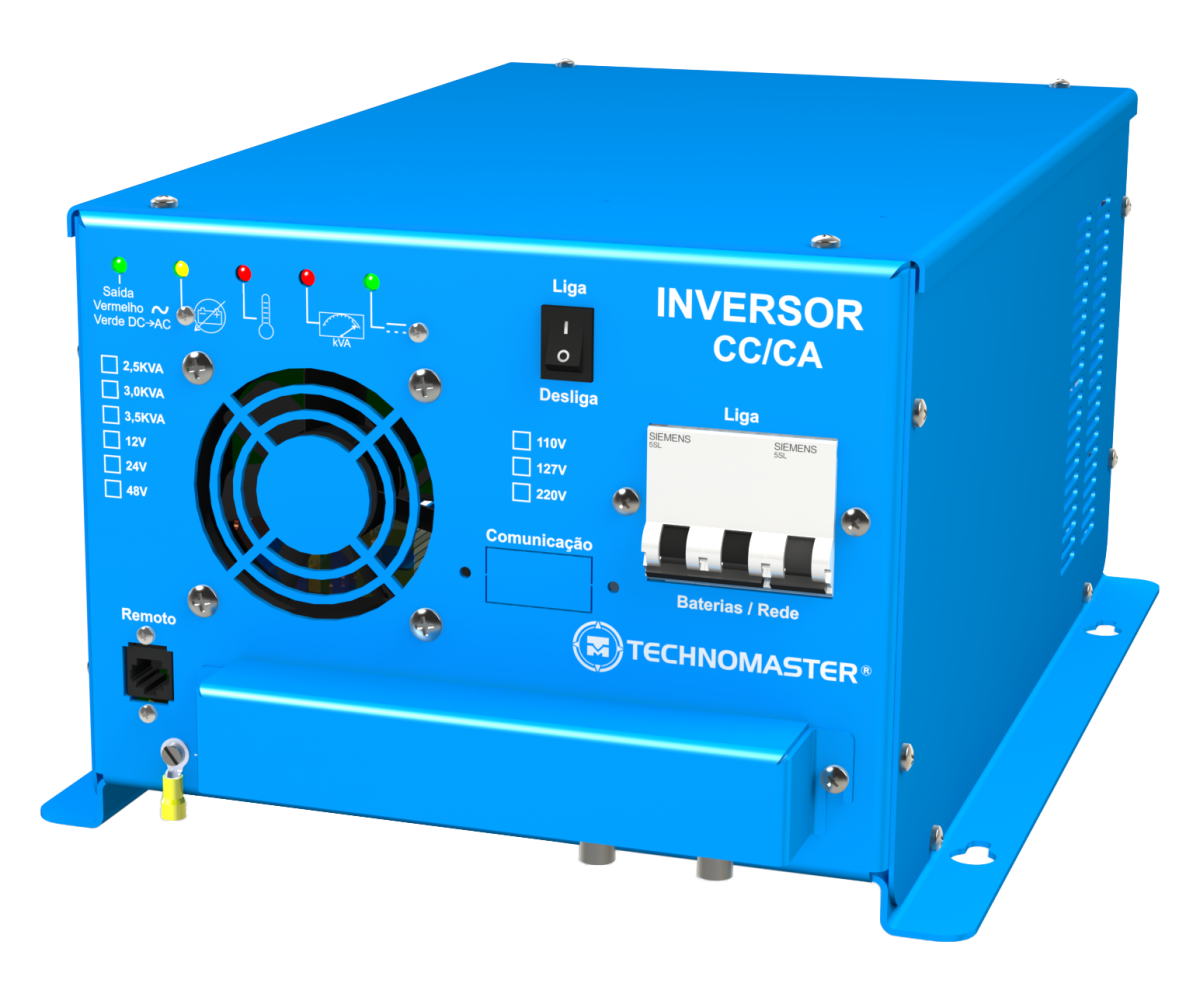 Saída
Vermelho ~
Verde DC→AC
kVA
Liga
I
O
Desliga
INVERSOR
CC/CA
2,5KVA
3,0KVA
3,5KVA
12V
24V
48V
110V
127V
220V
Liga
SIEMENS
5SL
SIEMENS
5SL
Baterias / Rede
Comunicação
Remoto
TECHNOMASTER®